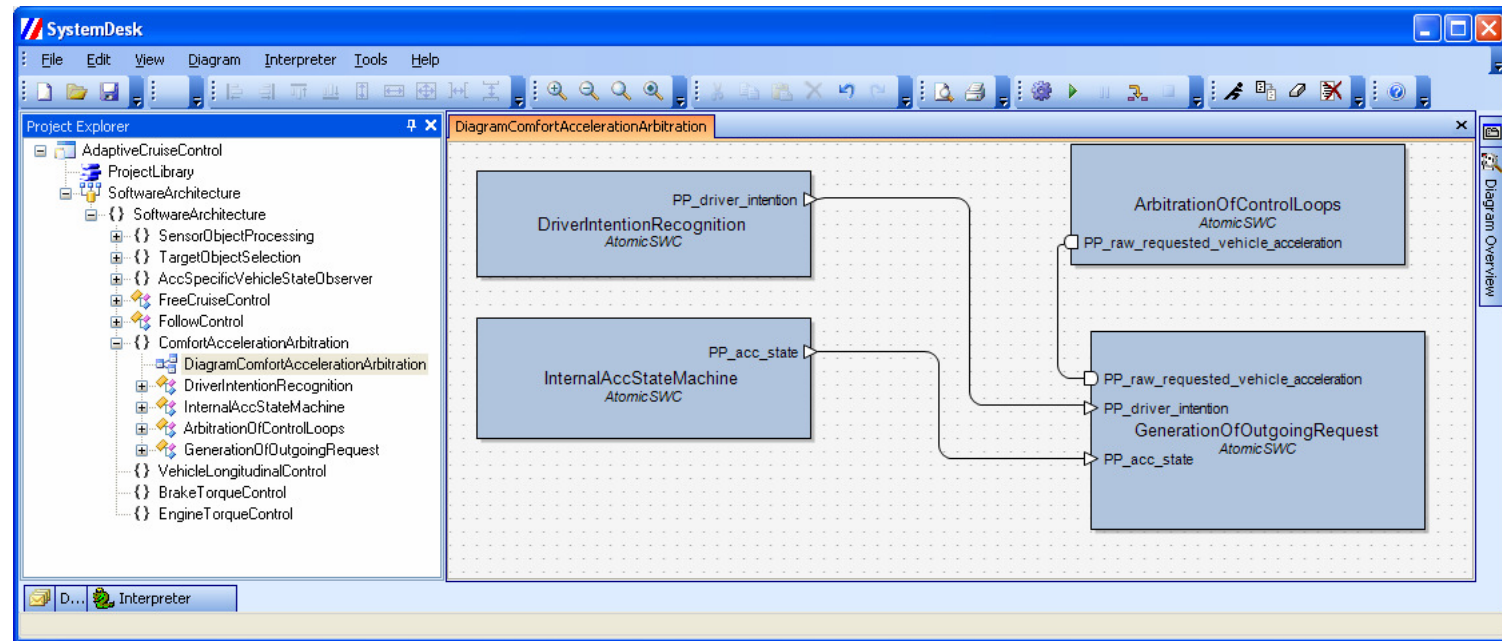 SystemDesk
File Edit View Diagram Interpreter Tools Help
Project Explorer
AdaptiveCruiseControl
ProjectLibrary
SoftwareArchitecture
{} SoftwareArchitecture
{} SensorObjectProcessing
{} TargetObjectSelection
{} AccSpecificVehicleStateObserver
FreeCruiseControl
FollowControl
{} ComfortAccelerationArbitration
DiagramComfortAccelerationArbitration
DriverIntentionRecognition
InternalAccStateMachine
ArbitrationOfControlLoops
GenerationOfOutgoingRequest
{} VehicleLongitudinalControl
{} BrakeTorqueControl
{} EngineTorqueControl
DiagramComfortAccelerationArbitration
PP_driver_intention
DriverIntentionRecognition
AtomicSWC
PP_acc_state
InternalAccStateMachine
AtomicSWC
ArbitrationOfControlLoops
AtomicSWC
PP_raw_requested_vehicle_acceleration
PP_raw_requested_vehicle_acceleration
PP_driver_intention
GenerationOfOutgoingRequest
AtomicSWC
PP_acc_state
Diagram Overview
D... Interpreter